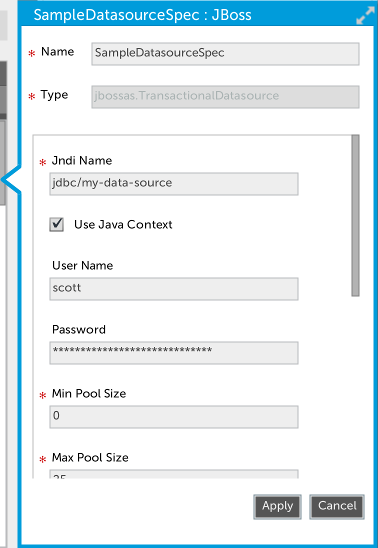 SampleDatasourceSpec : JBoss
* Name SampleDatasourceSpec
* Type jbossas.TransactionalDatasource
* Jndi Name
jdbc/my-data-source
Use Java Context
User Name
scott
Password
*****************************
* Min Pool Size
0
* Max Pool Size
Apply Cancel